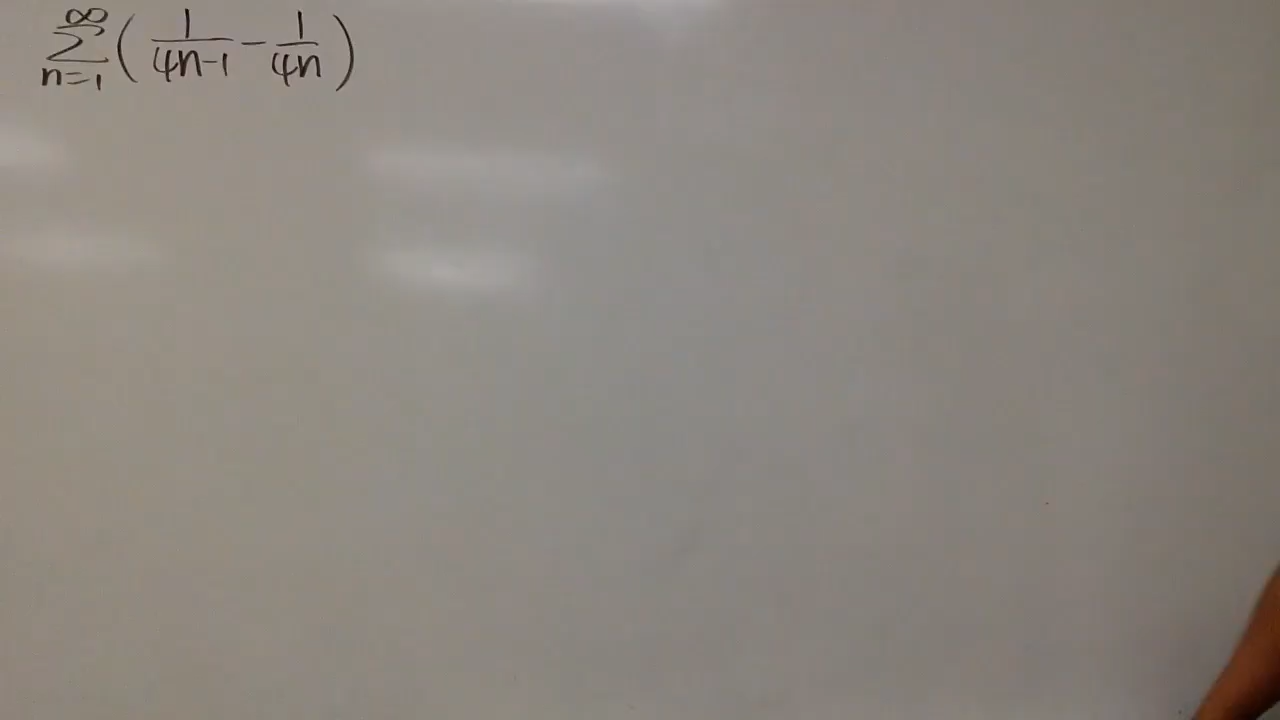 ∞
∑ ( 1/(4n-1) - 1/(4n) )
n=1